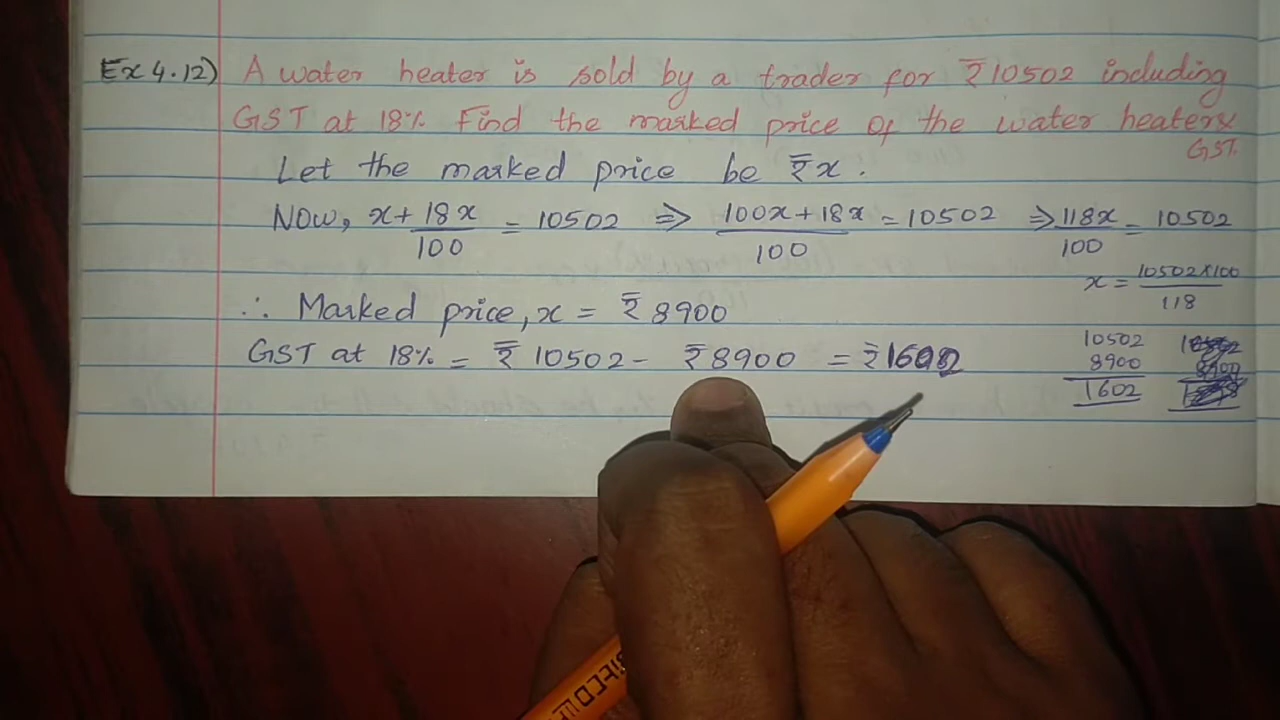 Ex 4.12) A water heater is sold by a trader for ₹10502 including
GST at 18% Find the marked price of the water heater &
GST.
Let the marked price be ₹x.
Now, x + 18x/100 = 10502 ⇒ 100x + 18x/100 = 10502 ⇒ 118x/100 = 10502
x = 10502x100/118
∴ Marked price, x = ₹8900
GST at 18% = ₹10502 - ₹8900 = ₹1602
10502
8900
1602